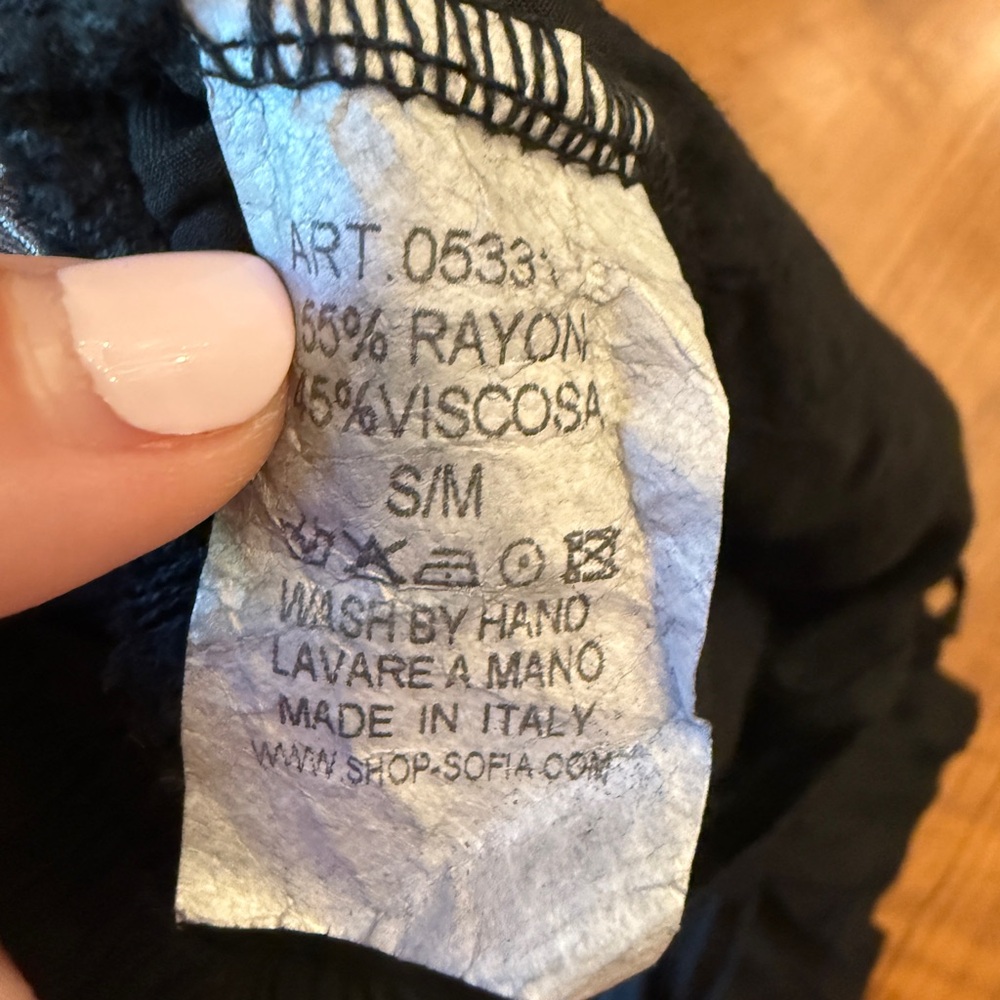 ART.0533
55% RAYON
45% VISCOSA
S/M
WASH BY HAND
LAVARE A MANO
MADE IN ITALY
WWW.SHOP-SOFIA.COM